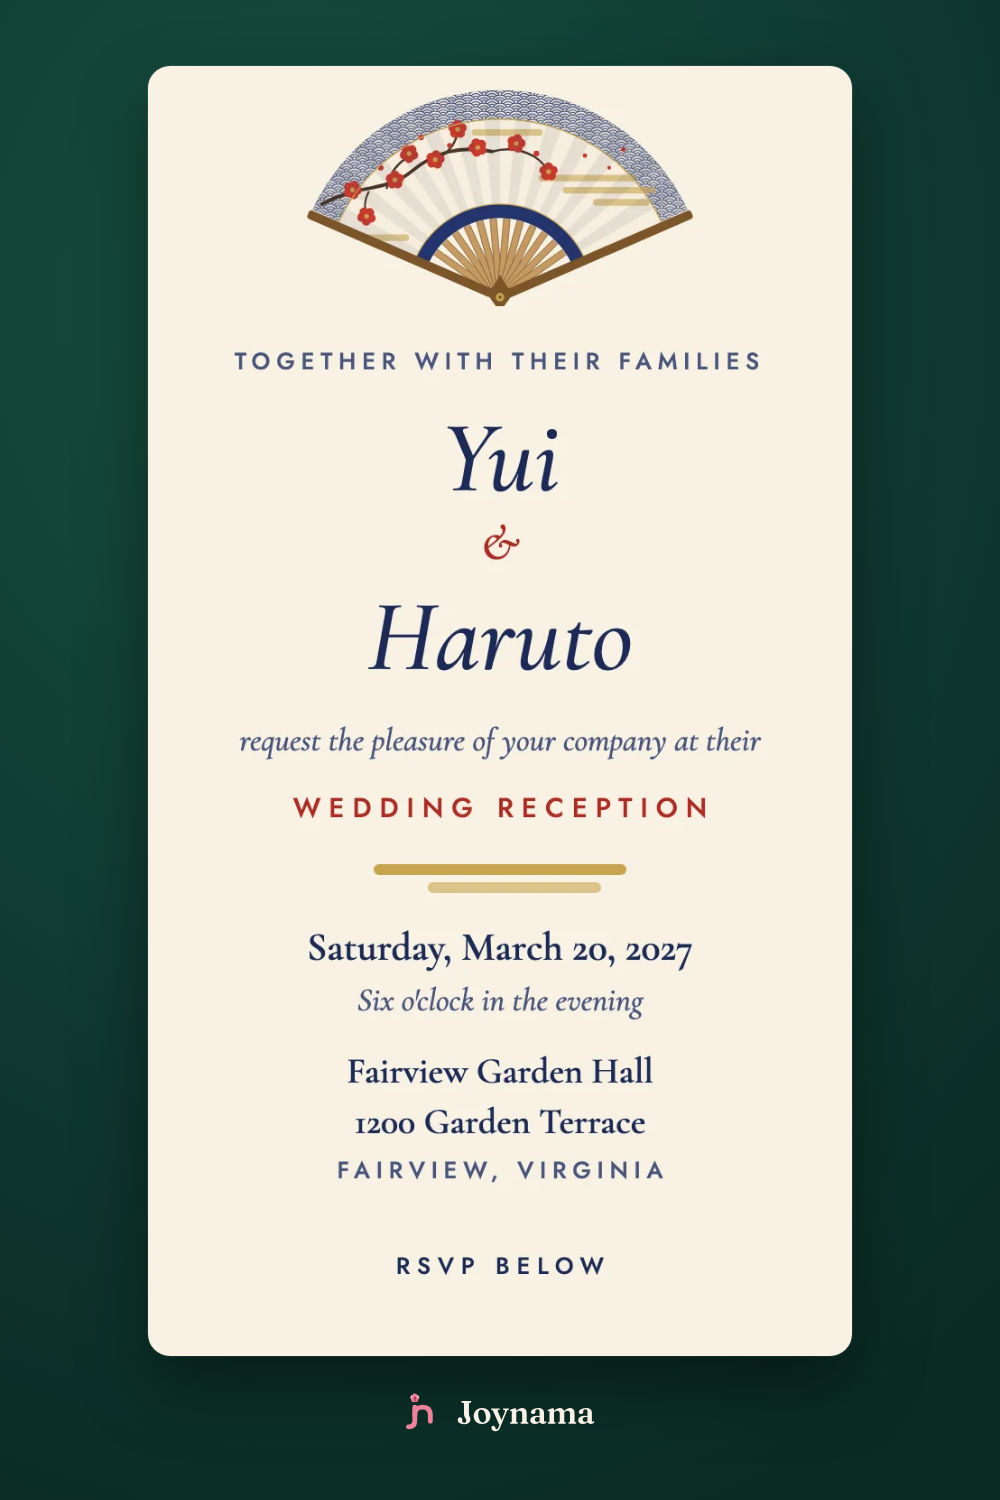 TOGETHER WITH THEIR FAMILIES
Yui
&
Haruto
request the pleasure of your company at their
WEDDING RECEPTION
Saturday, March 20, 2027
Six o'clock in the evening
Fairview Garden Hall
1200 Garden Terrace
FAIRVIEW, VIRGINIA
RSVP BELOW
Joynama